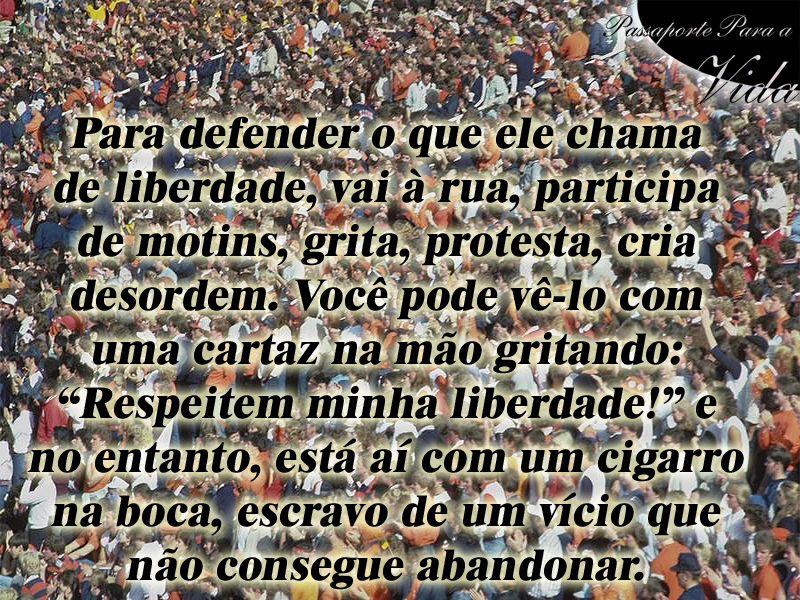 Passaporte Para a
Vida
Para defender o que ele chama
de liberdade, vai à rua, participa
de motins, grita, protesta, cria
desordem. Você pode vê-lo com
uma cartaz na mão gritando:
“Respeitem minha liberdade!” e
no entanto, está aí com um cigarro
na boca, escravo de um vício que
não consegue abandonar.